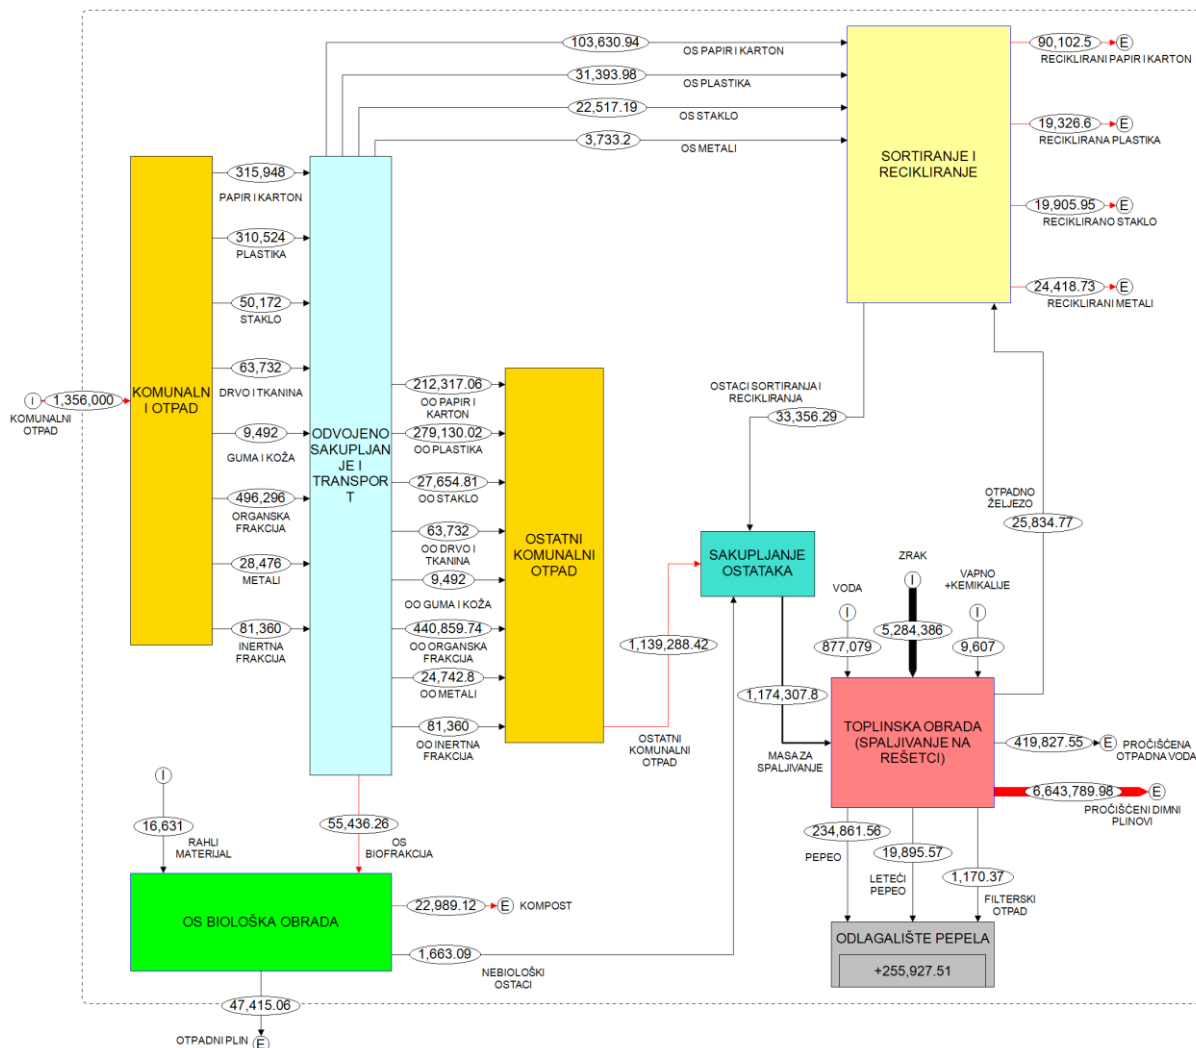 103,630.94
OS PAPIR I KARTON
31,393.98
OS PLASTIKA
22,517.19
OS STAKLO
3,733.2
OS METALI
SORTIRANJE I
RECIKLIRANJE
90,102.5
E
RECIKLIRANI PAPIR I KARTON
19,326.6
E
RECIKLIRANA PLASTIKA
19,905.95
E
RECIKLIRANO STAKLO
24,418.73
E
RECIKLIRANI METALI
I
1,356,000
KOMUNALNI
OTPAD
KOMUNALN
I OTPAD
315,948
PAPIR I KARTON
310,524
PLASTIKA
50,172
STAKLO
63,732
DRVO I TKANINA
9,492
GUMA I KOŽA
496,296
ORGANSKA
FRAKCIJA
28,476
METALI
81,360
INERTNA
FRAKCIJA
ODVOJENO
SAKUPLJAN
JE I
TRANSPOR
T
212,317.06
OO PAPIR I
KARTON
279,130.02
OO PLASTIKA
27,654.81
OO STAKLO
63,732
OO DRVO I
TKANINA
9,492
OO GUMA I KOŽA
440,859.74
OO ORGANSKA
FRAKCIJA
24,742.8
OO METALI
81,360
OO INERTNA
FRAKCIJA
OSTATNI
KOMUNALNI
OTPAD
1,139,288.42
OSTATNI
KOMUNALNI
OTPAD
OSTACI SORTIRANJA I
RECIKLIRANJA
33,356.29
SAKUPLJANJE
OSTATAKA
1,174,307.8
MASA ZA
SPALJIVANJE
OTPADNO
ŽELJEZO
25,834.77
VODA
I
877,079
ZRAK
I
5,284,386
VAPNO
+KEMIKALIJE
I
9,607
TOPLINSKA OBRADA
(SPALJIVANJE NA
REŠETCI)
419,827.55
E
PROČIŠĆENA
OTPADNA VODA
6,643,789.98
E
PROČIŠĆENI DIMNI
PLINOVI
234,861.56
PEPEO
19,895.57
LETEĆI
PEPEO
1,170.37
FILTERSKI
OTPAD
ODLAGALIŠTE PEPELA
+255,927.51
I
16,631
RAHLI
MATERIJAL
55,436.26
OS
BIOFRAKCIJA
OS BIOLOŠKA OBRADA
22,989.12
E
KOMPOST
1,663.09
NEBIOLOŠKI
OSTACI
47,415.06
OTPADNI PLIN
E